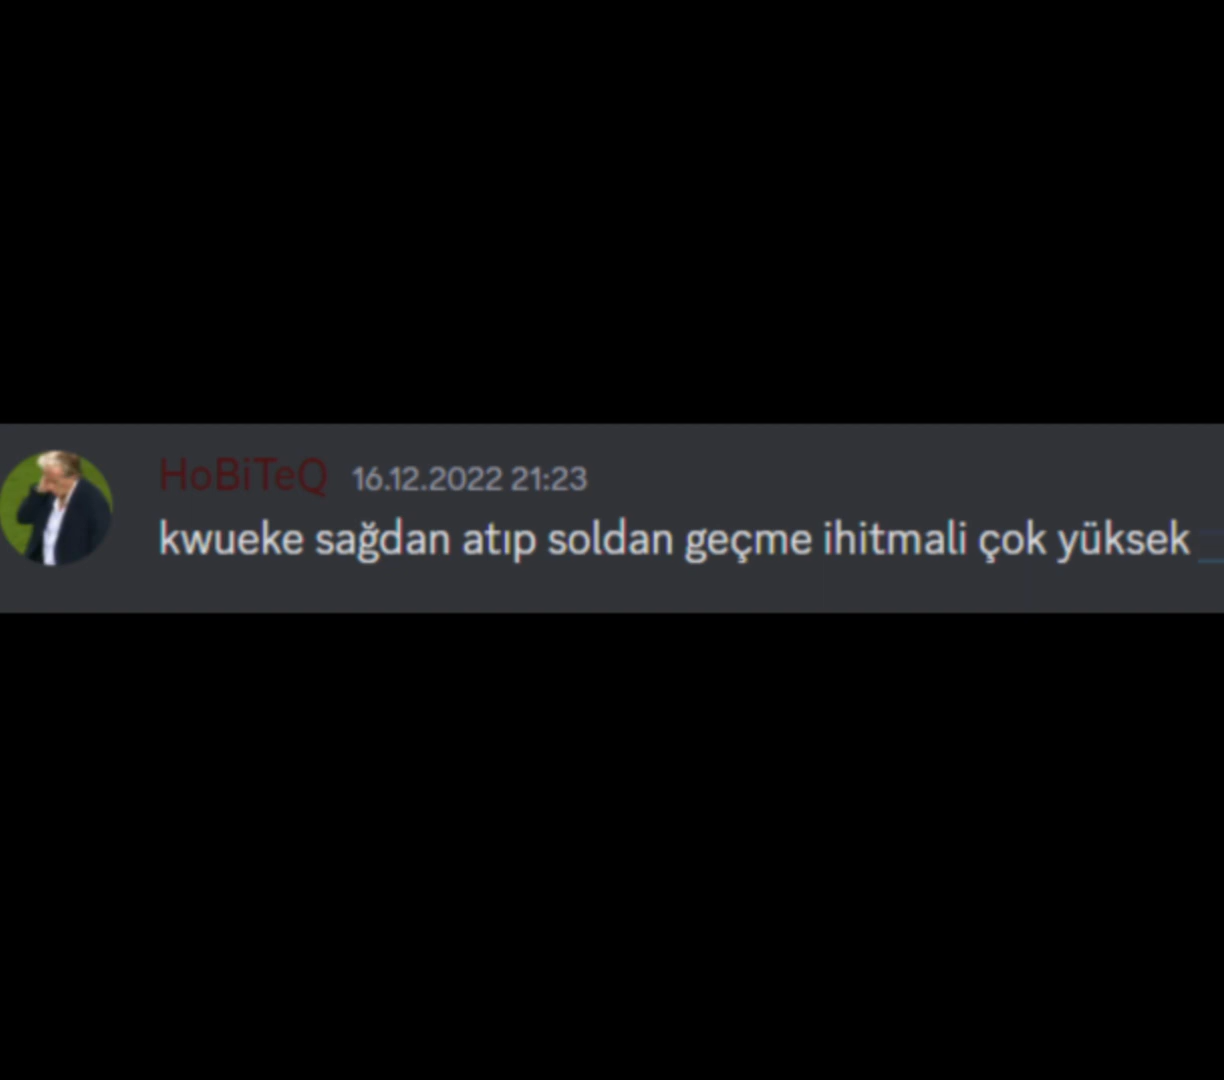 HoBiTeQ 16.12.2022 21:23
kwueke sağdan atıp soldan geçme ihitmali çok yüksek